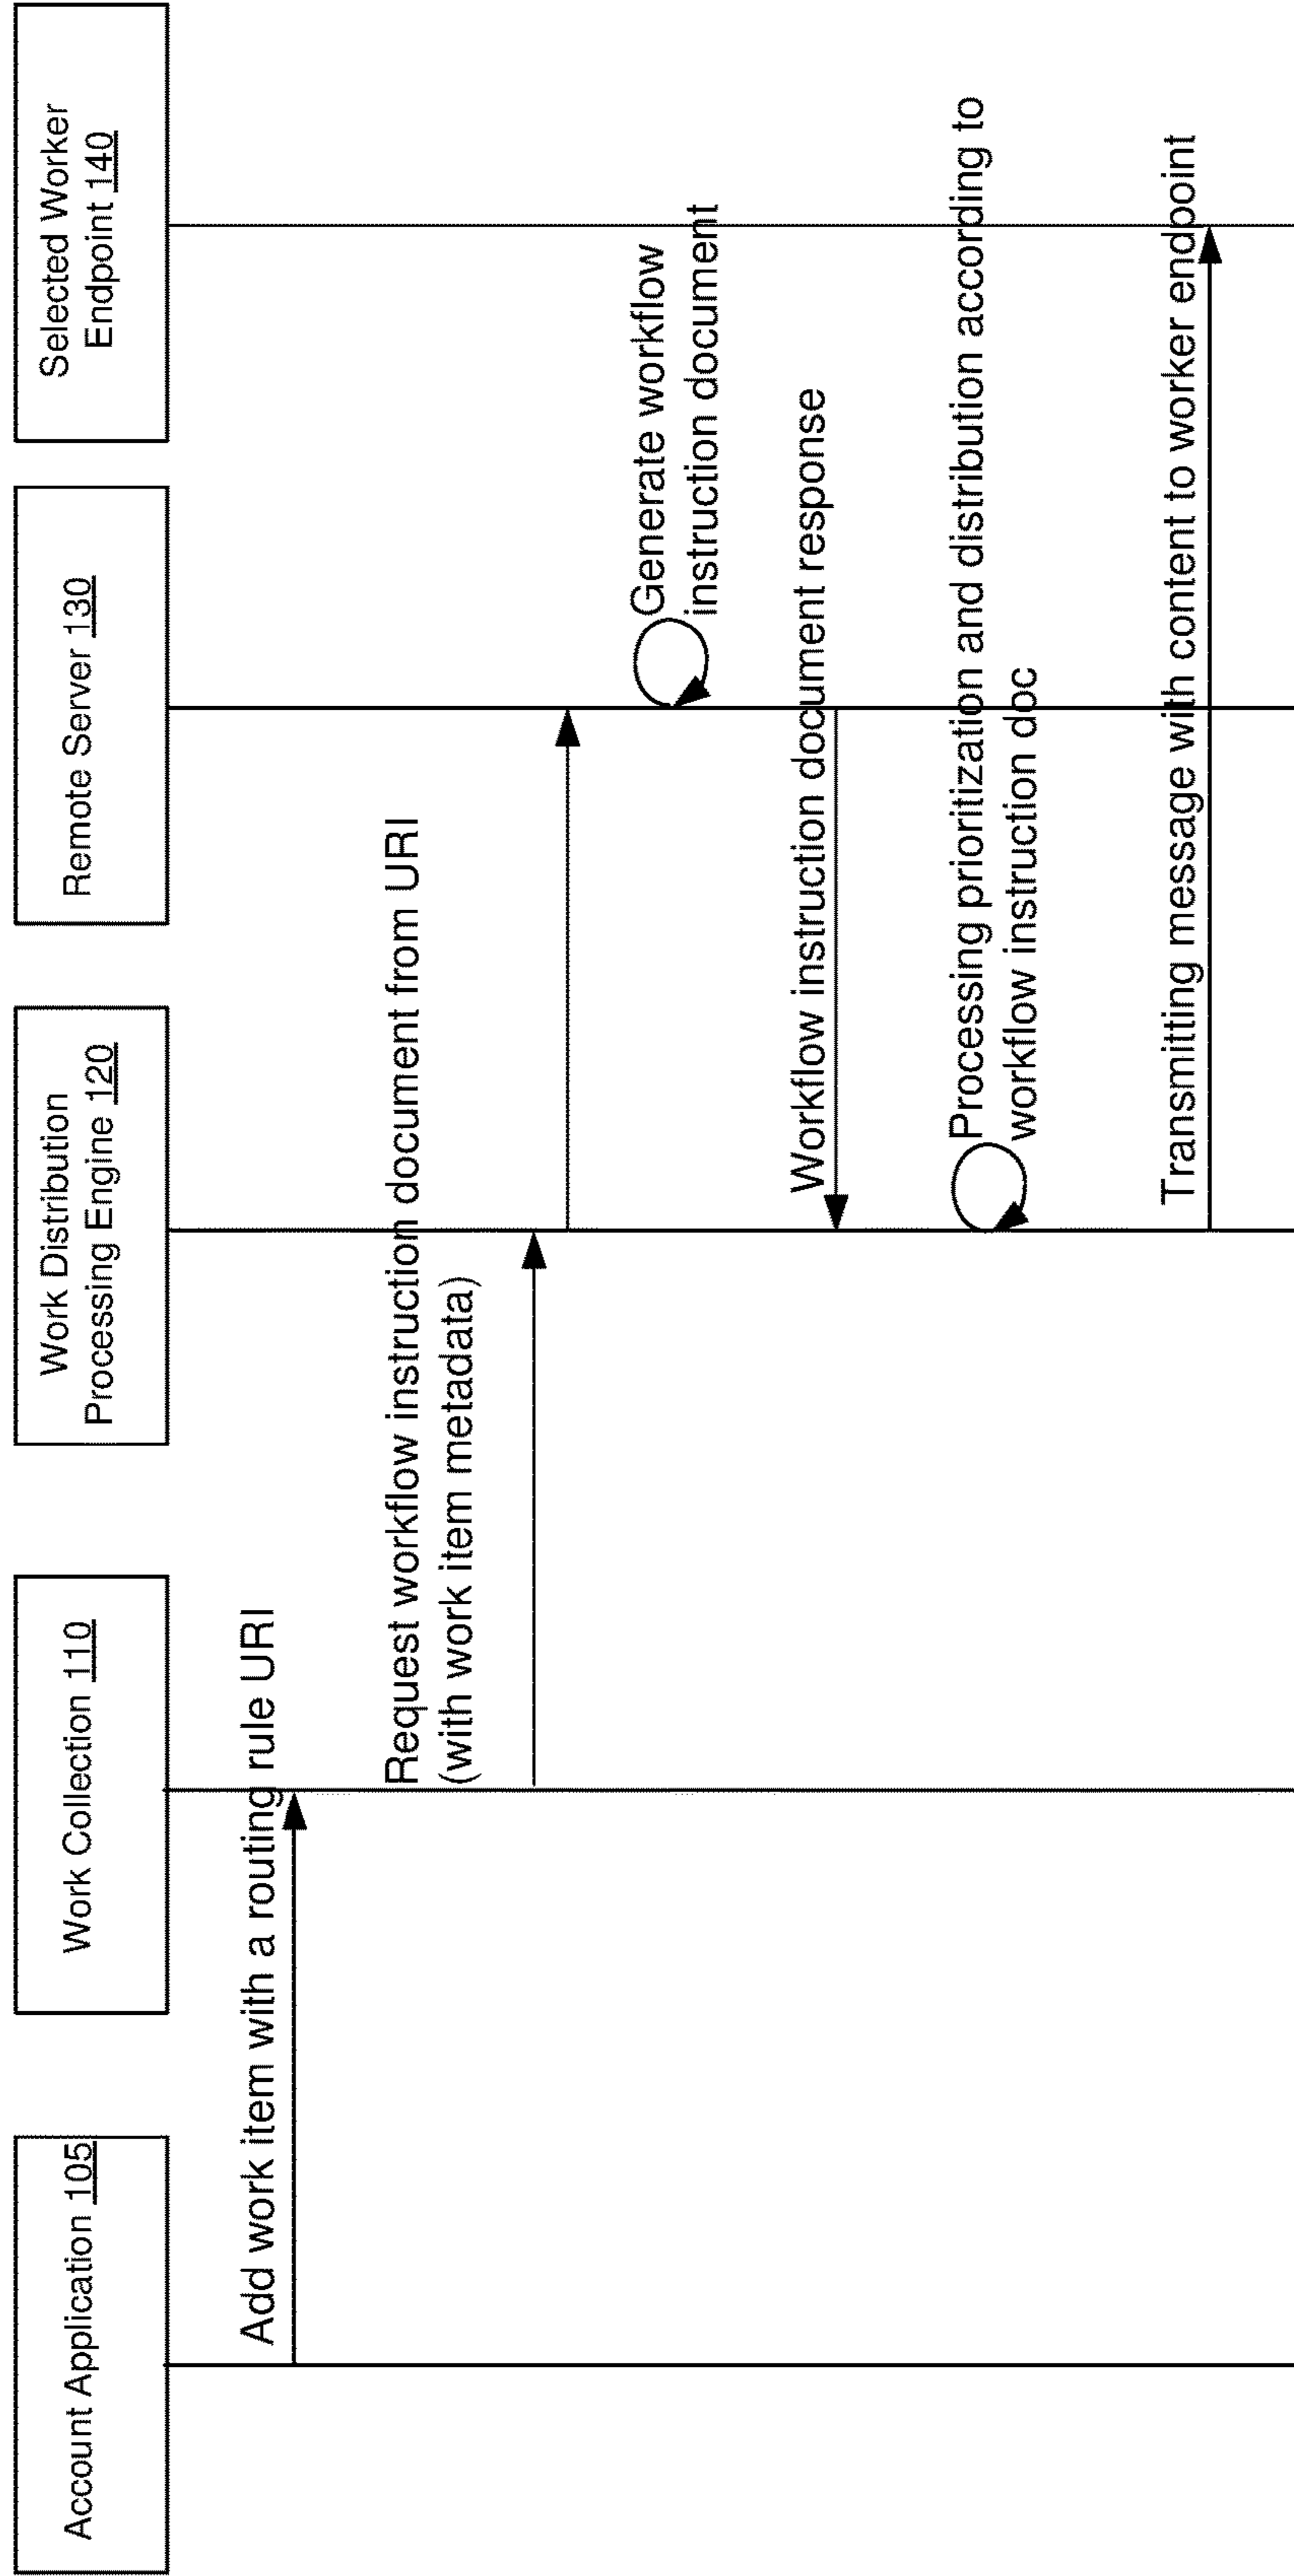 Account Application 105
Work Collection 110
Work Distribution
Processing Engine 120
Remote Server 130
Selected Worker
Endpoint 140
Add work item with a routing rule URI
Request workflow instruction document from URI
(with work item metadata)
Generate workflow
instruction document
Workflow instruction document response
Processing prioritization and distribution according to
workflow instruction doc
Transmitting message with content to worker endpoint